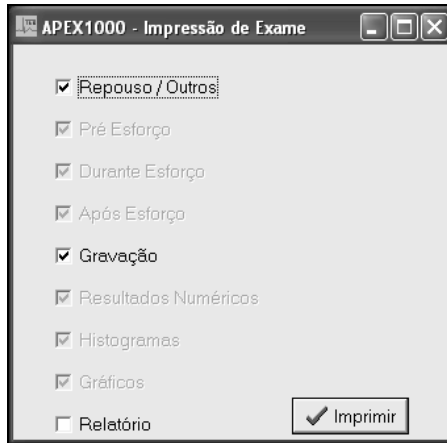 APEX1000 - Impressão de Exame
Repouso / Outros
Pré Esforço
Durante Esforço
Após Esforço
Gravação
Resultados Numéricos
Histogramas
Gráficos
Relatório
Imprimir